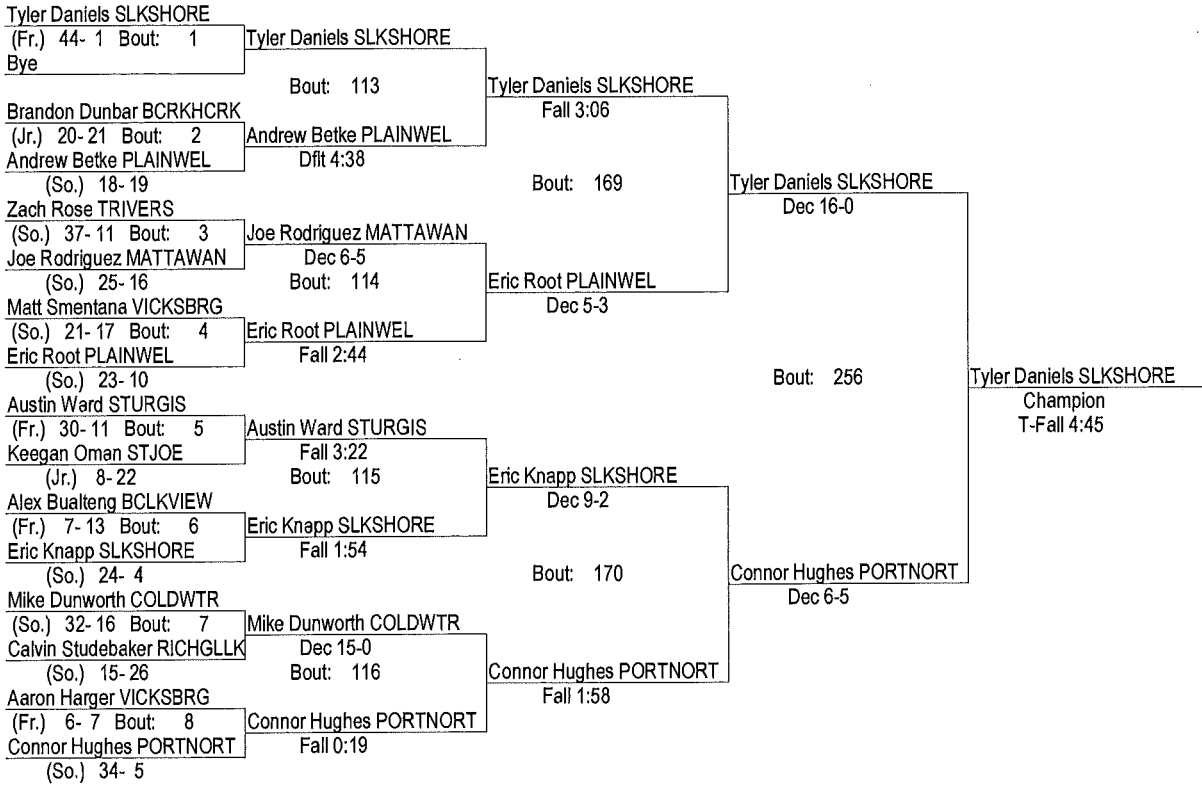 Tyler Daniels SLKSHORE
(Fr.) 44- 1 Bout: 1
Bye
Tyler Daniels SLKSHORE
Bout: 113
Brandon Dunbar BCRKHCRK
(Jr.) 20- 21 Bout: 2
Andrew Betke PLAINWEL
(So.) 18- 19
Andrew Betke PLAINWEL
Dflt 4:38
Tyler Daniels SLKSHORE
Fall 3:06
Bout: 169
Zach Rose TRIVERS
(So.) 37- 11 Bout: 3
Joe Rodriguez MATTAWAN
(So.) 25- 16
Joe Rodriguez MATTAWAN
Dec 6-5
Bout: 114
Matt Smentana VICKSBRG
(So.) 21- 17 Bout: 4
Eric Root PLAINWEL
(So.) 23- 10
Eric Root PLAINWEL
Fall 2:44
Eric Root PLAINWEL
Dec 5-3
Tyler Daniels SLKSHORE
Dec 16-0
Bout: 256
Austin Ward STURGIS
(Fr.) 30- 11 Bout: 5
Keegan Oman STJOE
(Jr.) 8- 22
Austin Ward STURGIS
Fall 3:22
Bout: 115
Alex Bualteng BCLKVIEW
(Fr.) 7- 13 Bout: 6
Eric Knapp SLKSHORE
(So.) 24- 4
Eric Knapp SLKSHORE
Fall 1:54
Eric Knapp SLKSHORE
Dec 9-2
Bout: 170
Mike Dunworth COLDWTR
(So.) 32- 16 Bout: 7
Calvin Studebaker RICHGLLK
(So.) 15- 26
Mike Dunworth COLDWTR
Dec 15-0
Bout: 116
Aaron Harger VICKSBRG
(Fr.) 6- 7 Bout: 8
Connor Hughes PORTNORT
(So.) 34- 5
Connor Hughes PORTNORT
Fall 0:19
Connor Hughes PORTNORT
Fall 1:58
Connor Hughes PORTNORT
Dec 6-5
Tyler Daniels SLKSHORE
Champion
T-Fall 4:45